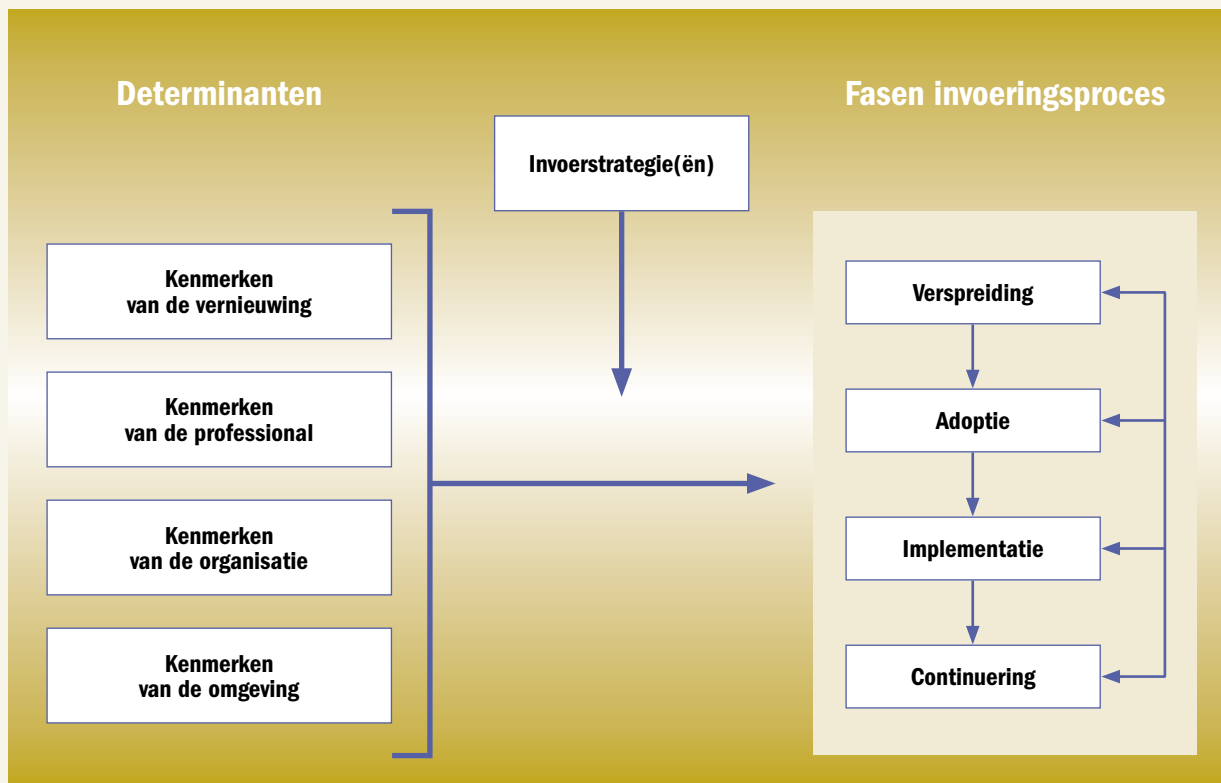 Determinanten
Fasen invoeringsproces
Invoerstrategie(ën)
Kenmerken
van de vernieuwing
Kenmerken
van de professional
Kenmerken
van de organisatie
Kenmerken
van de omgeving
Verspreiding
Adoptie
Implementatie
Continuering